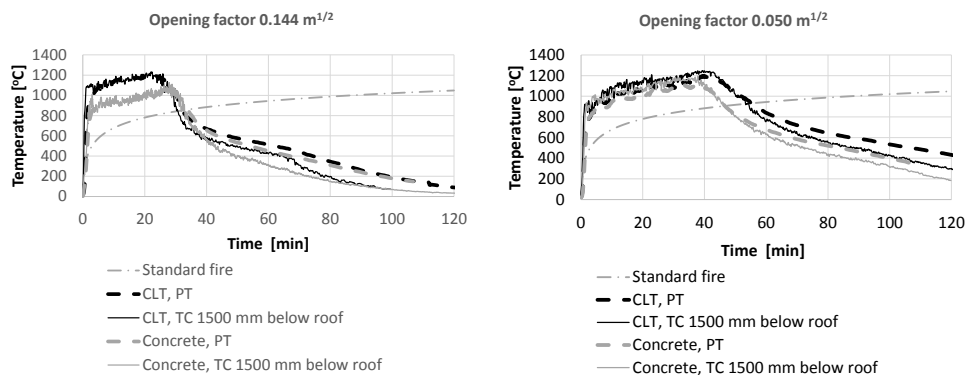 Opening factor 0.144 m1/2
1400
1200
1000
800
600
400
200
0
Temperature [oC]
0 20 40 60 80 100 120
Time [min]
Standard fire
CLT, PT
CLT, TC 1500 mm below roof
Concrete, PT
Concrete, TC 1500 mm below roof
Opening factor 0.050 m1/2
1400
1200
1000
800
600
400
200
0
Temperature [oC]
0 20 40 60 80 100 120
Time [min]
Standard fire
CLT, PT
CLT, TC 1500 mm below roof
Concrete, PT
Concrete, TC 1500 mm below roof